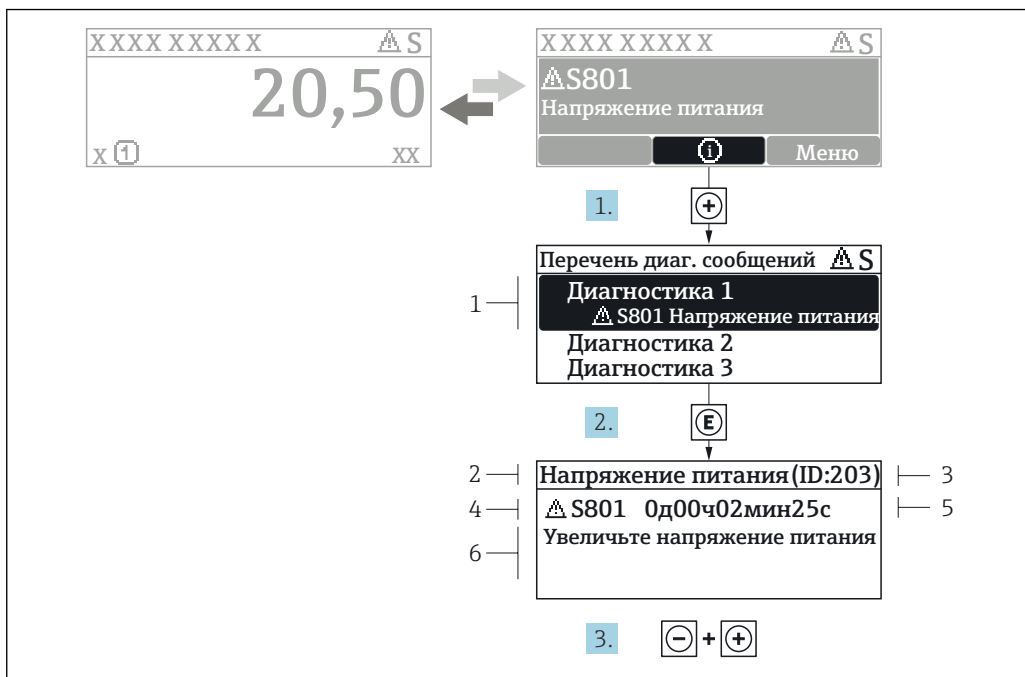 XXXX XXXXX ⚠ S
20,50
X 1 XX
XXXX XXXXX ⚠ S
⚠S801
Напряжение питания
i Меню
1. +
Перечень диаг. сообщений ⚠ S
1
Диагностика 1
⚠ S801 Напряжение питания
Диагностика 2
Диагностика 3
2. E
2 Напряжение питания (ID:203) 3
4 ⚠ S801 0д00ч02мин25с 5
6 Увеличьте напряжение питания
3. − + +